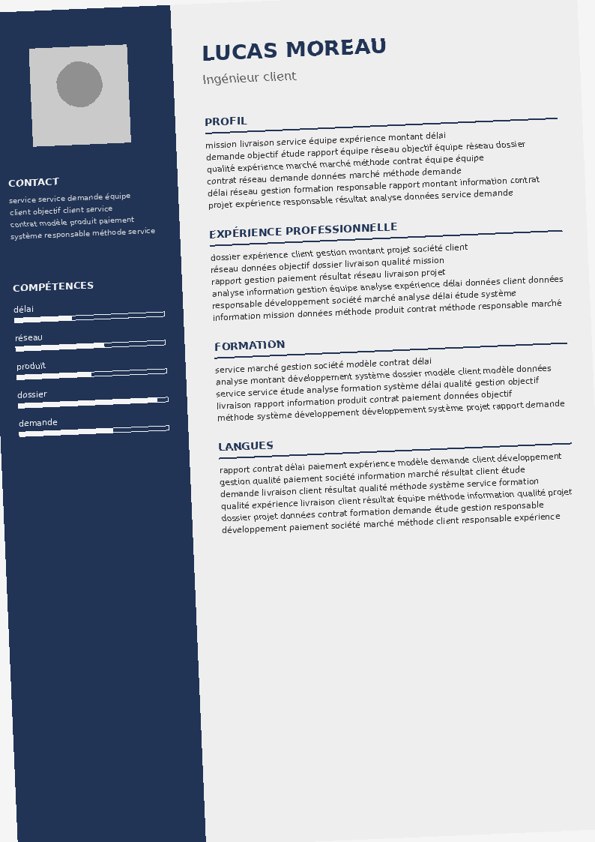 LUCAS MOREAU
Ingénieur client
CONTACT
service service demande équipe
client objectif client service
contrat modèle produit paiement
système responsable méthode service
COMPÉTENCES
délai
réseau
produit
dossier
demande
PROFIL
mission livraison service équipe expérience montant délai
demande objectif étude rapport équipe réseau objectif équipe réseau dossier
qualité expérience marché marché méthode contrat équipe équipe
contrat réseau demande données marché méthode demande
délai réseau gestion formation responsable rapport montant information contrat
projet expérience responsable résultat analyse données service demande
EXPÉRIENCE PROFESSIONNELLE
dossier expérience client gestion montant projet société client
réseau données objectif dossier livraison qualité mission
rapport gestion paiement résultat réseau livraison projet
analyse information gestion équipe analyse expérience délai données client données
responsable développement société marché analyse délai étude système
information mission données méthode produit contrat méthode responsable marché
FORMATION
service marché gestion société modèle contrat délai
analyse montant développement système dossier modèle client modèle données
service service étude analyse formation système délai qualité gestion objectif
livraison rapport information produit contrat paiement données objectif
méthode système développement développement système projet rapport demande
LANGUES
rapport contrat délai paiement expérience modèle demande client développement
gestion qualité paiement société information marché résultat client étude
demande livraison client résultat qualité méthode système service formation
qualité expérience livraison client résultat équipe méthode information qualité projet
dossier projet données contrat formation demande étude gestion responsable
développement paiement société marché méthode client responsable expérience